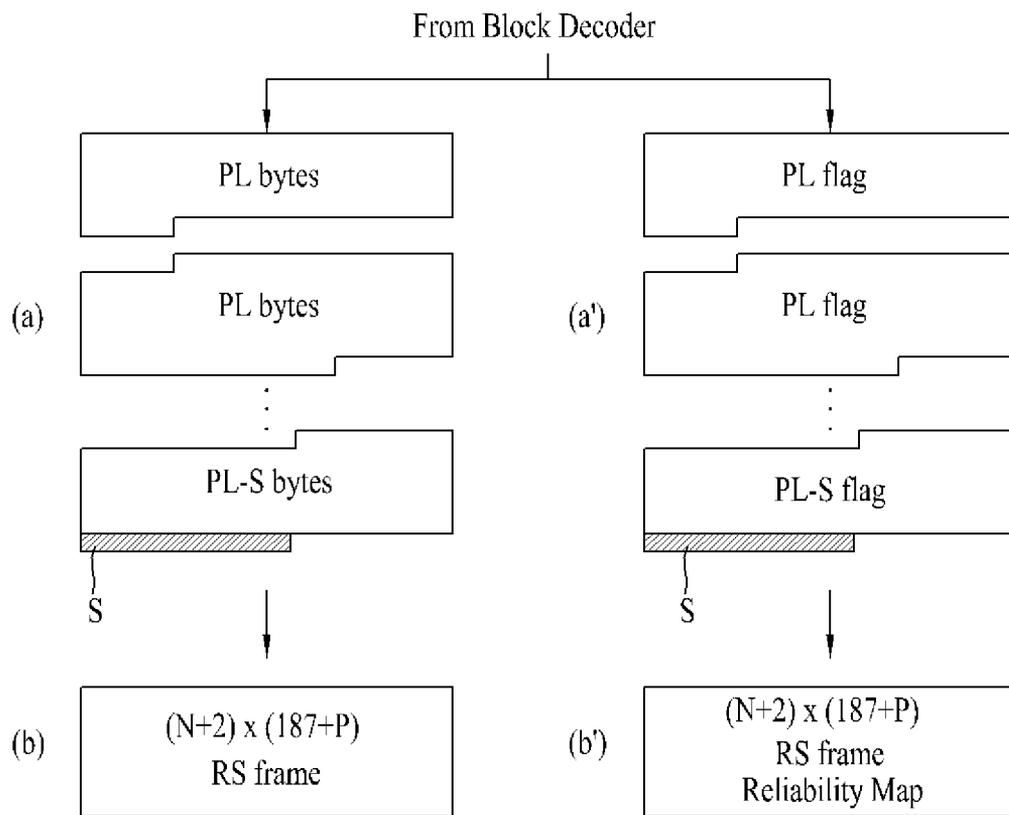 From Block Decoder
PL bytes
PL flag
(a)
PL bytes
(a')
PL flag
PL-S bytes
PL-S flag
S
S
(b)
(N+2) x (187+P)
RS frame
(b')
(N+2) x (187+P)
RS frame
Reliability Map